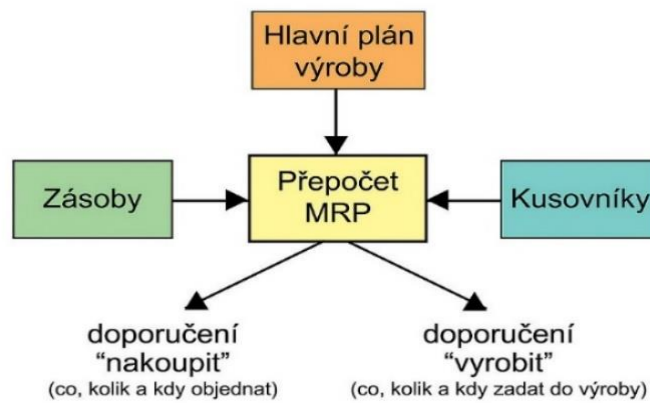 Hlavní plán
výroby
Zásoby
Přepočet
MRP
Kusovníky
doporučení
“nakoupit”
(co, kolik a kdy objednat)
doporučení
“vyrobit”
(co, kolik a kdy zadat do výroby)